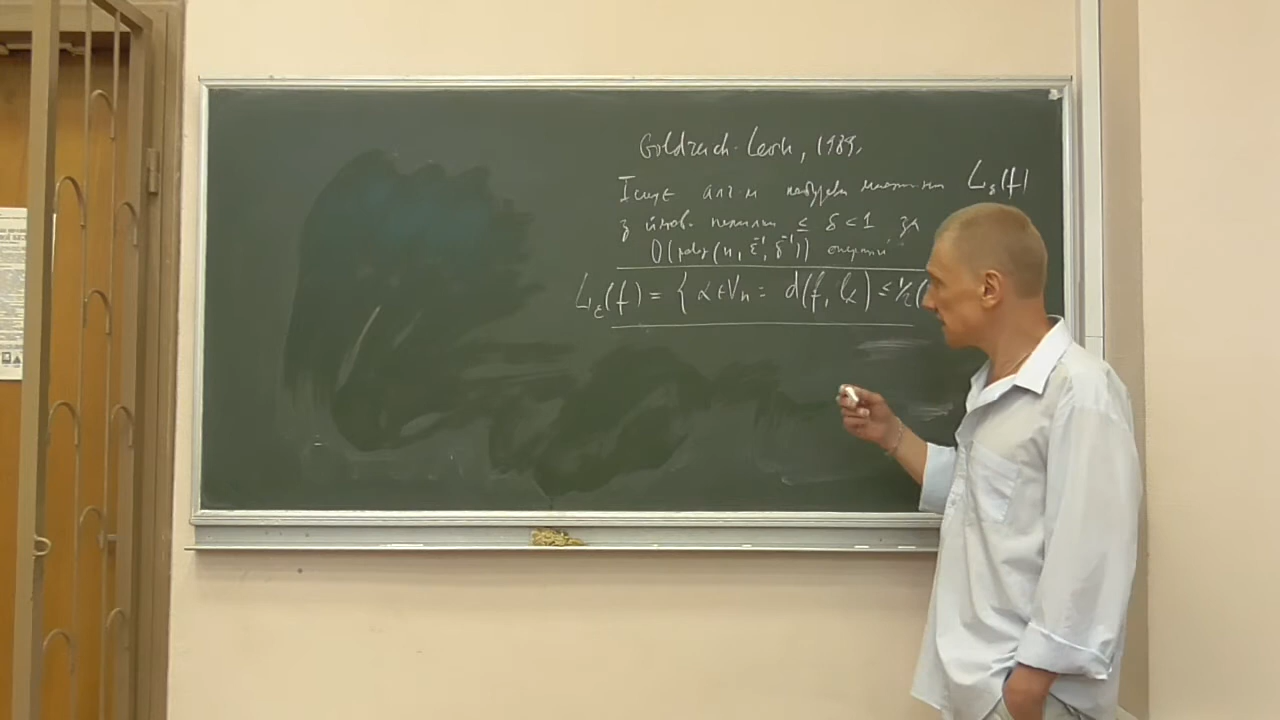 Goldreich-Levin, 1989.
Існує алг-м побудови множини L_ε(f)
з ймов. помилки ≤ δ < 1 за
O(poly(n, ε⁻¹, δ⁻¹)) операцій
L_ε(f) = { α ∈ V_n : d(f, l_α) ≤ 1/2(